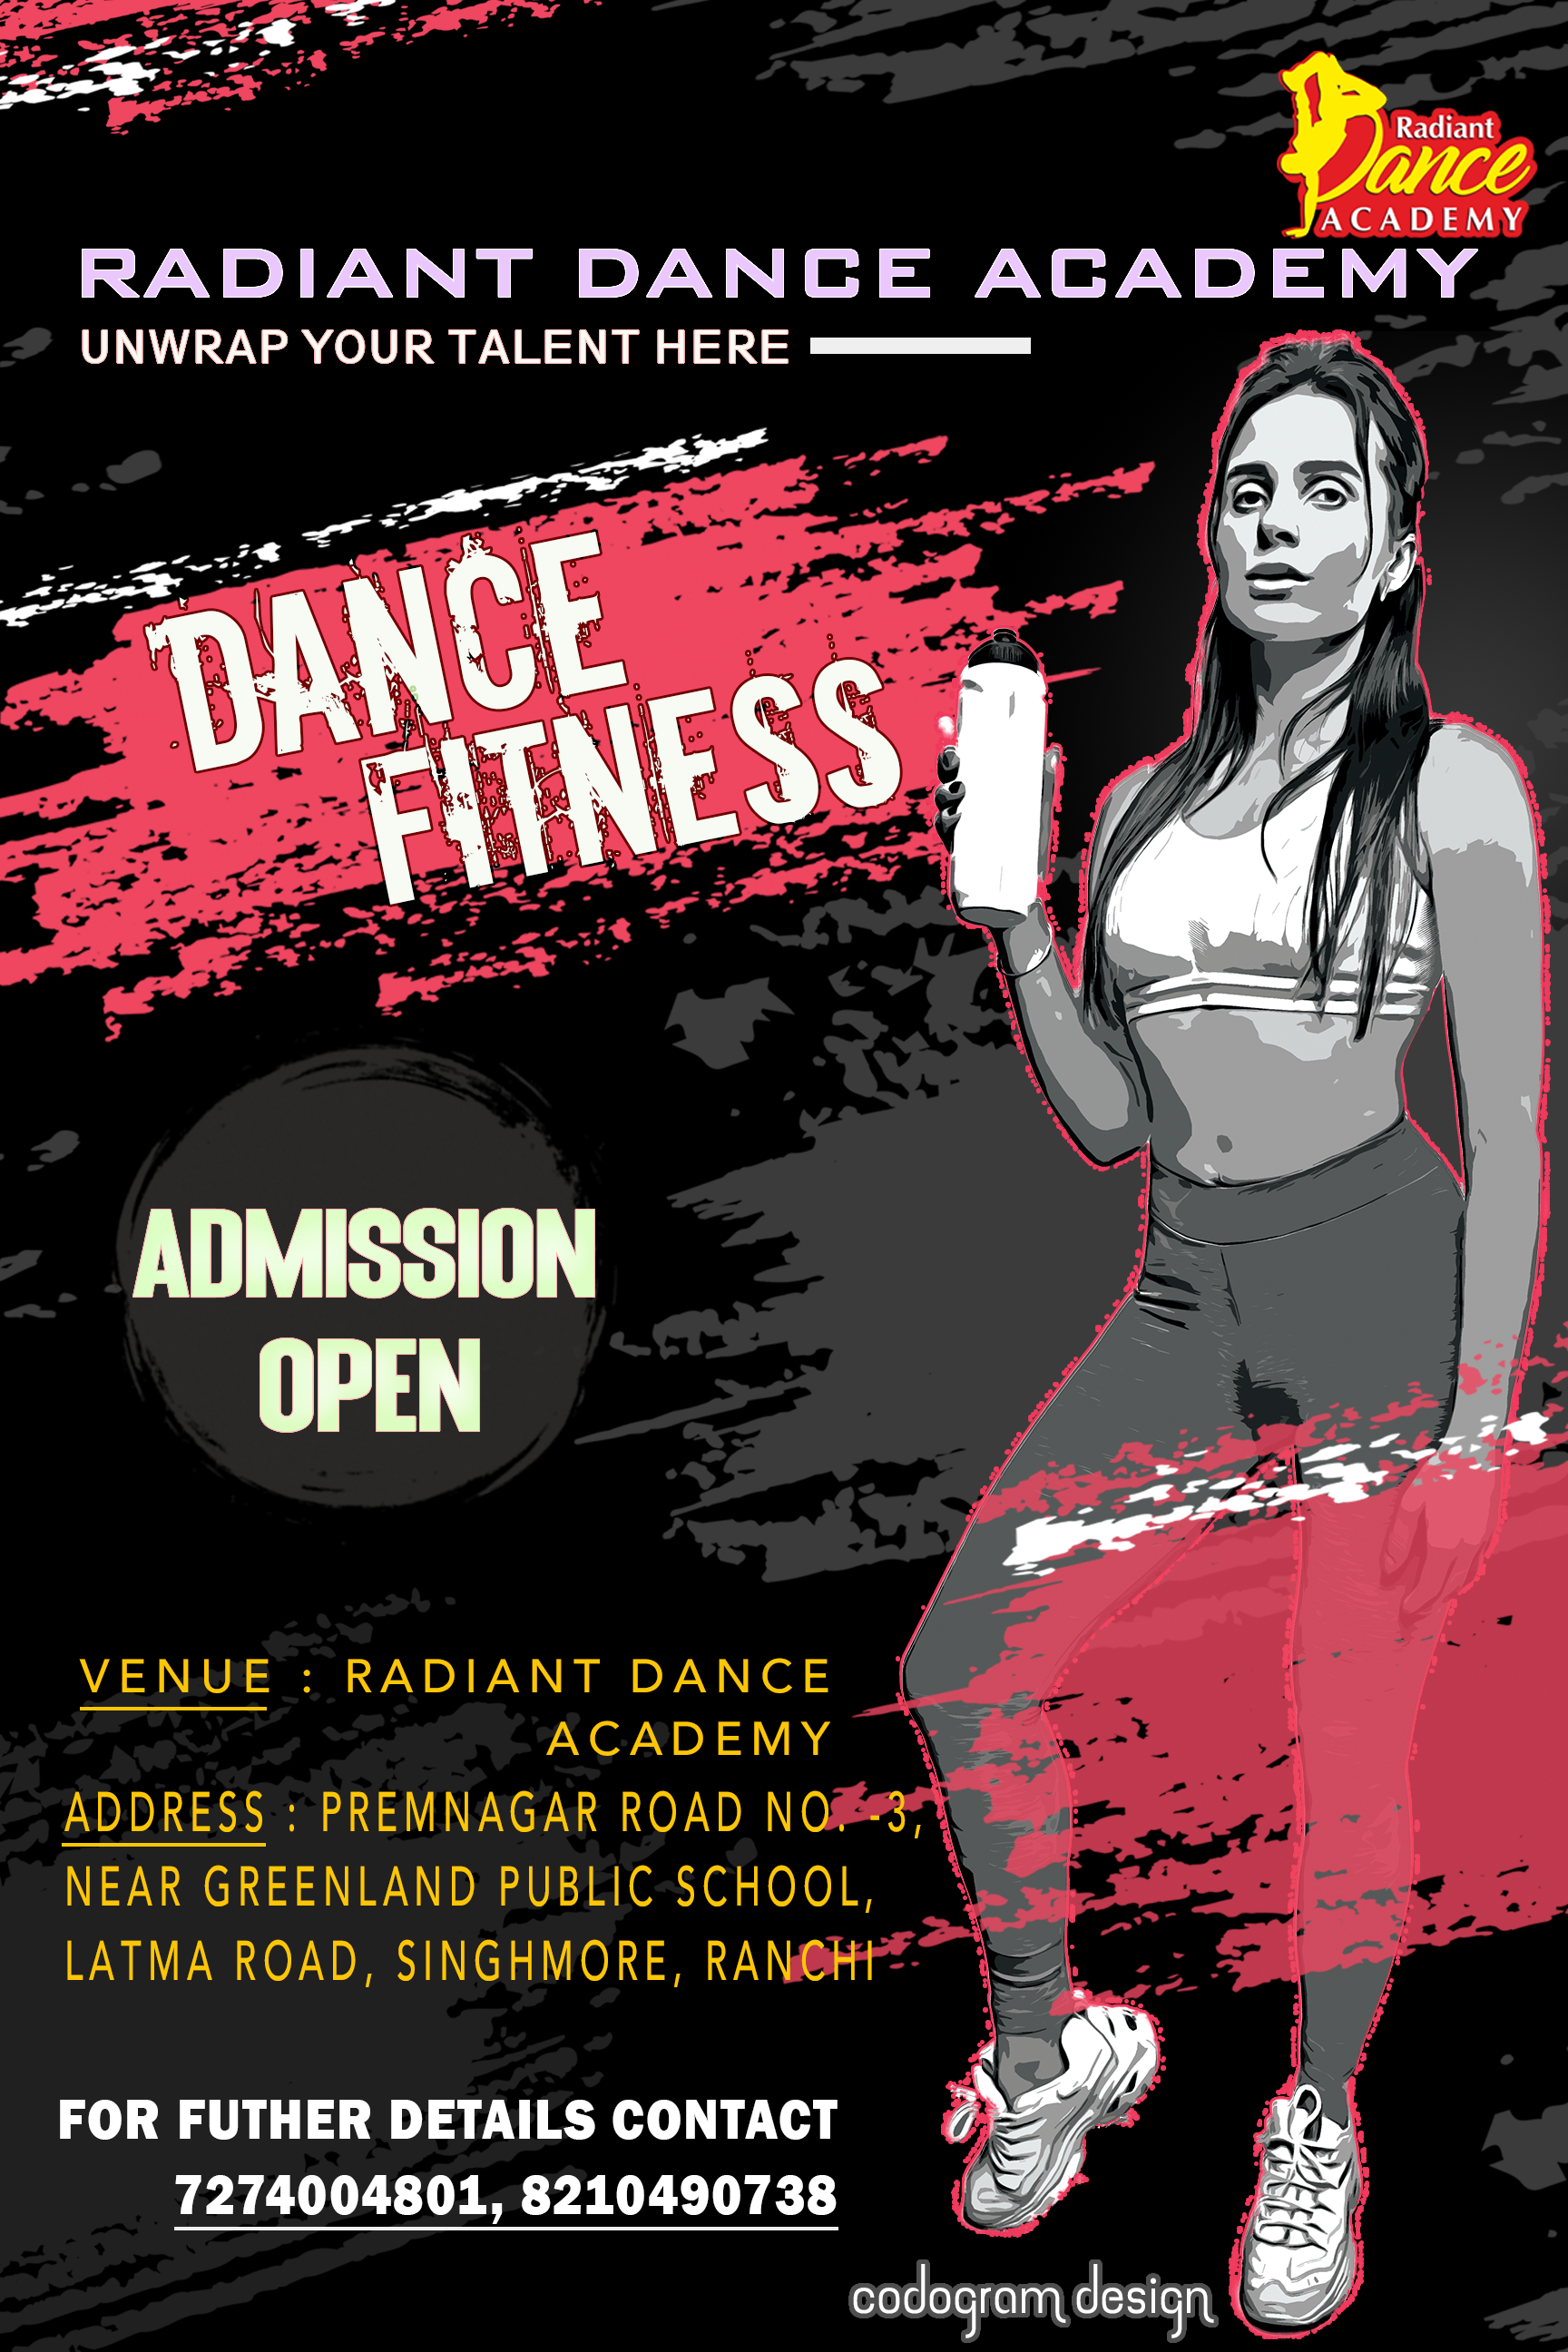 Radiant
Dance
ACADEMY
RADIANT DANCE ACADEMY
UNWRAP YOUR TALENT HERE
DANCE
FITNESS
ADMISSION
OPEN
VENUE : RADIANT DANCE
ACADEMY
ADDRESS : PREMNAGAR ROAD NO. -3,
NEAR GREENLAND PUBLIC SCHOOL,
LATMA ROAD, SINGHMORE, RANCHI
FOR FUTHER DETAILS CONTACT
7274004801, 8210490738
codogram design